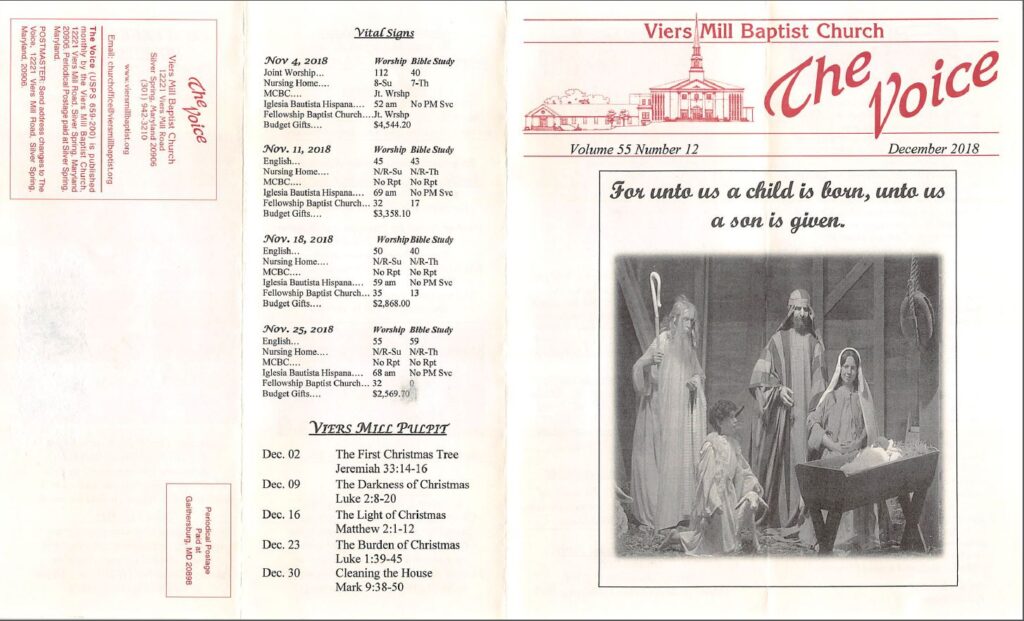 The Voice
Viers Mill Baptist Church
12221 Viers Mill Road
Silver Spring, Maryland 20906
(301) 942-3210
www.viersmillbaptist.org
Email: churchoffice@viersmillbaptist.org
The Voice (USPS 659-200) is published
monthly by the Viers Mill Baptist Church,
12221 Viers Mill Road, Silver Spring, Maryland
20906. Periodical Postage paid at Silver Spring,
Maryland.
POSTMASTER: Send address changes to The
Voice, 12221 Viers Mill Road, Silver Spring,
Maryland, 20906.
Periodical Postage
Paid at
Gaithersburg, MD 20898
Vital Signs
Nov 4, 2018 Worship Bible Study
Joint Worship... 112 40
Nursing Home.... 8-Su 7-Th
MCBC.... Jt. Wrshp
Iglesia Bautista Hispana.... 52 am No PM Svc
Fellowship Baptist Church....Jt. Wrshp
Budget Gifts.... $4,544.20
Nov. 11, 2018 Worship Bible Study
English... 45 43
Nursing Home.... N/R-Su N/R-Th
MCBC.... No Rpt No Rpt
Iglesia Bautista Hispana.... 69 am No PM Svc
Fellowship Baptist Church... 32 17
Budget Gifts.... $3,358.10
Nov. 18, 2018 Worship Bible Study
English... 50 40
Nursing Home.... N/R-Su N/R-Th
MCBC.... No Rpt No Rpt
Iglesia Bautista Hispana.... 59 am No PM Svc
Fellowship Baptist Church... 35 13
Budget Gifts.... $2,868.00
Nov. 25, 2018 Worship Bible Study
English... 55 59
Nursing Home.... N/R-Su N/R-Th
MCBC.... No Rpt No Rpt
Iglesia Bautista Hispana.... 68 am No PM Svc
Fellowship Baptist Church... 32 0
Budget Gifts.... $2,569.70
Viers Mill Pulpit
Dec. 02 The First Christmas Tree
Jeremiah 33:14-16
Dec. 09 The Darkness of Christmas
Luke 2:8-20
Dec. 16 The Light of Christmas
Matthew 2:1-12
Dec. 23 The Burden of Christmas
Luke 1:39-45
Dec. 30 Cleaning the House
Mark 9:38-50
Viers Mill Baptist Church
The Voice
Volume 55 Number 12 December 2018
For unto us a child is born, unto us
a son is given.